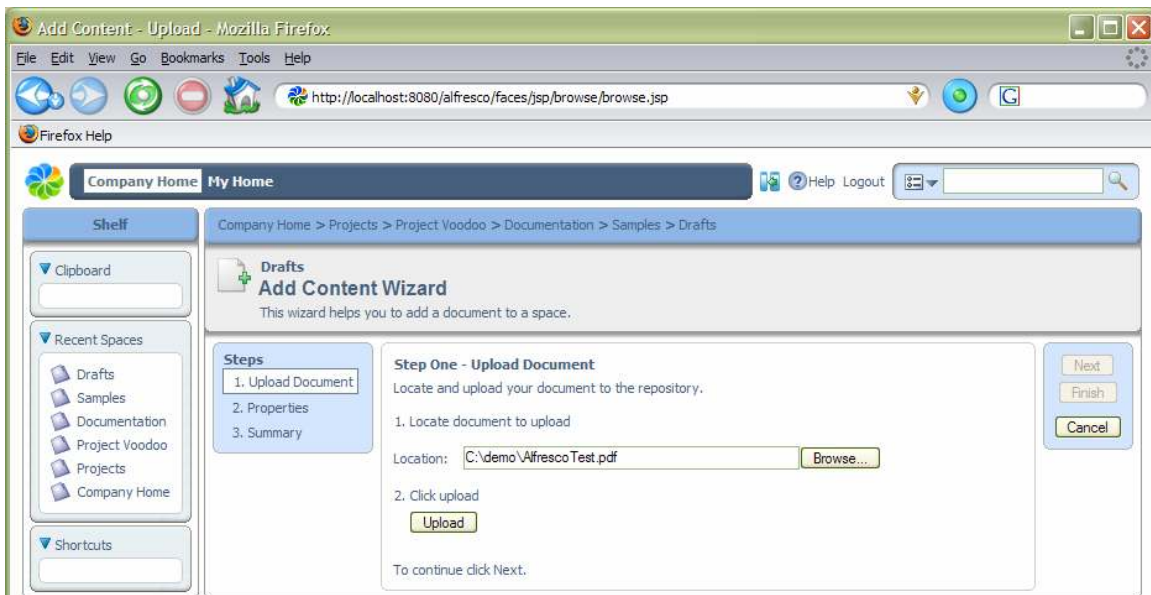 Add Content - Upload - Mozilla Firefox
File Edit View Go Bookmarks Tools Help
http://localhost:8080/alfresco/faces/jsp/browse/browse.jsp
G
Firefox Help
Company Home My Home
?Help Logout
Shelf
Company Home > Projects > Project Voodoo > Documentation > Samples > Drafts
Clipboard
Drafts
Add Content Wizard
This wizard helps you to add a document to a space.
Recent Spaces
Drafts
Samples
Documentation
Project Voodoo
Projects
Company Home
Shortcuts
Steps
1. Upload Document
2. Properties
3. Summary
Step One - Upload Document
Locate and upload your document to the repository.
1. Locate document to upload
Location: C:\demo\AlfrescoTest.pdf Browse...
2. Click upload
Upload
To continue click Next.
Next
Finish
Cancel